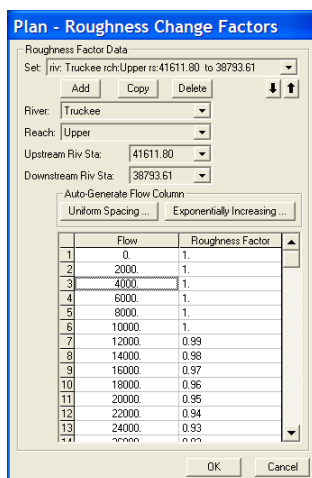 Plan - Roughness Change Factors
Roughness Factor Data
Set: riv: Truckee rch:Upper rs:41611.80 to 38793.61
Add Copy Delete
River: Truckee
Reach: Upper
Upstream Riv Sta: 41611.80
Downstream Riv Sta: 38793.61
Auto-Generate Flow Column
Uniform Spacing ... Exponentially Increasing ...
Flow Roughness Factor
1 0. 1.
2 2000. 1.
3 4000. 1.
4 6000. 1.
5 8000. 1.
6 10000. 1.
7 12000. 0.99
8 14000. 0.98
9 16000. 0.97
10 18000. 0.96
11 20000. 0.95
12 22000. 0.94
13 24000. 0.93
OK Cancel